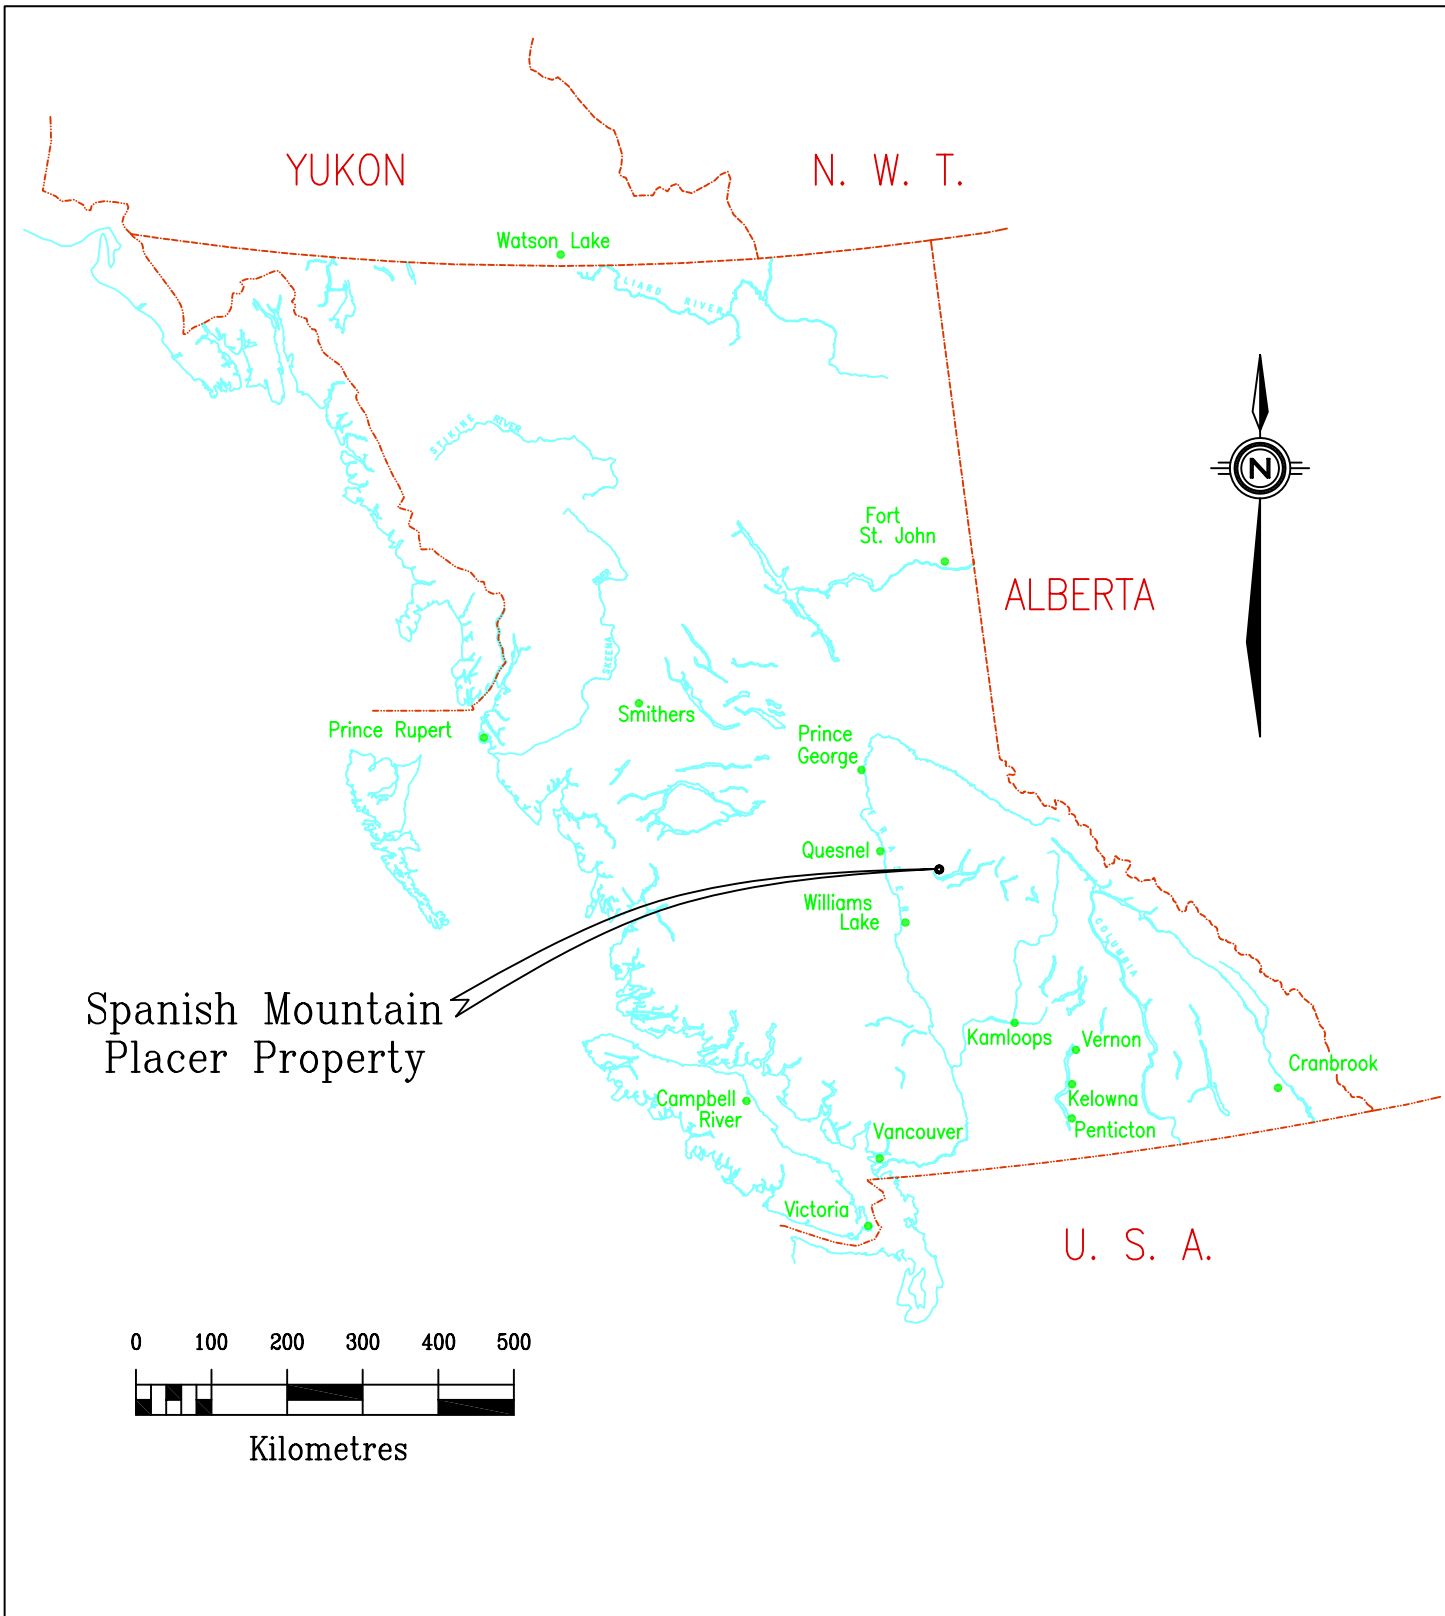 YUKON
N. W. T.
Watson Lake
LIARD RIVER
STIKINE RIVER
N
Fort
St. John
ALBERTA
SKEENA
Smithers
Prince Rupert
Prince
George
Quesnel
Williams
Lake
COLUMBIA
Spanish Mountain
Placer Property
Kamloops
Vernon
Cranbrook
Kelowna
Campbell
River
Penticton
Vancouver
Victoria
U. S. A.
0 100 200 300 400 500
Kilometres